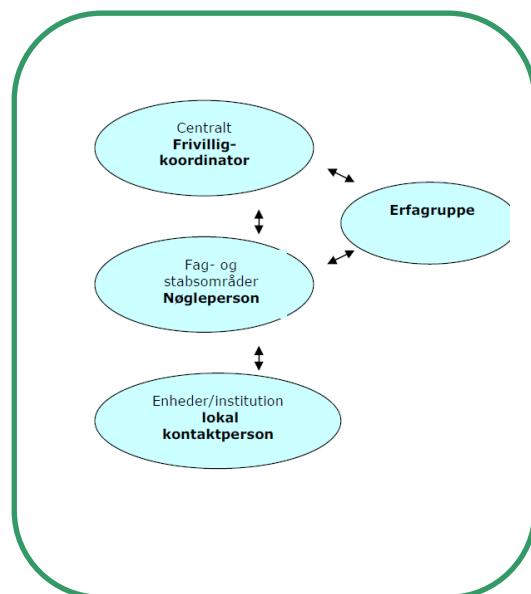 Centralt
Frivillig-
koordinator
Erfagruppe
Fag- og
stabsområder
Nøgleperson
Enheder/institution
lokal
kontaktperson